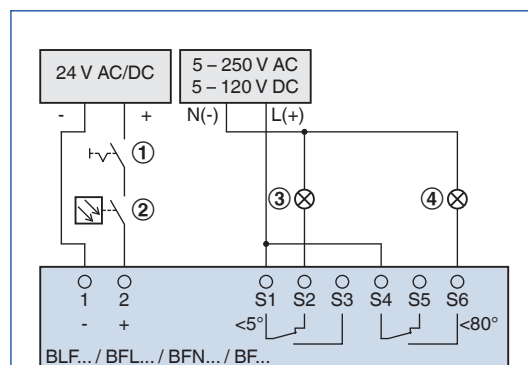 24 V AC/DC
5 – 250 V AC
5 – 120 V DC
- +
N(-) L(+)
1
2
3
4
1 2 S1 S2 S3 S4 S5 S6
- + <5° <80°
BLF... / BFL... / BFN... / BF...